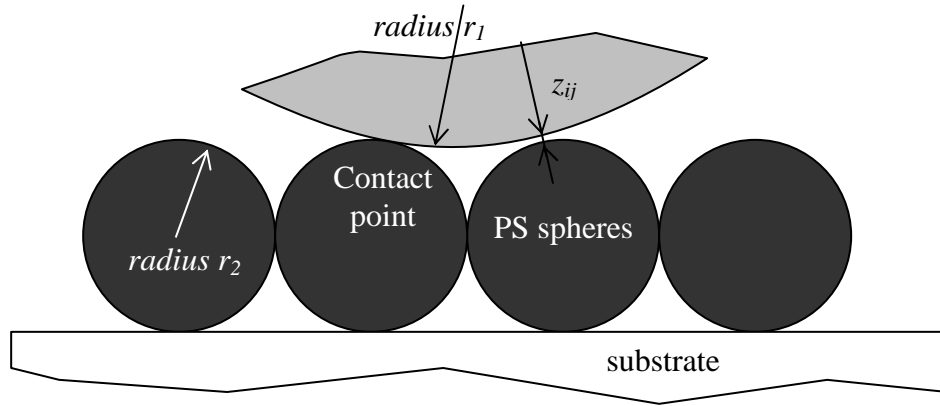 radius r1
zij
Contact
point
PS spheres
radius r2
substrate